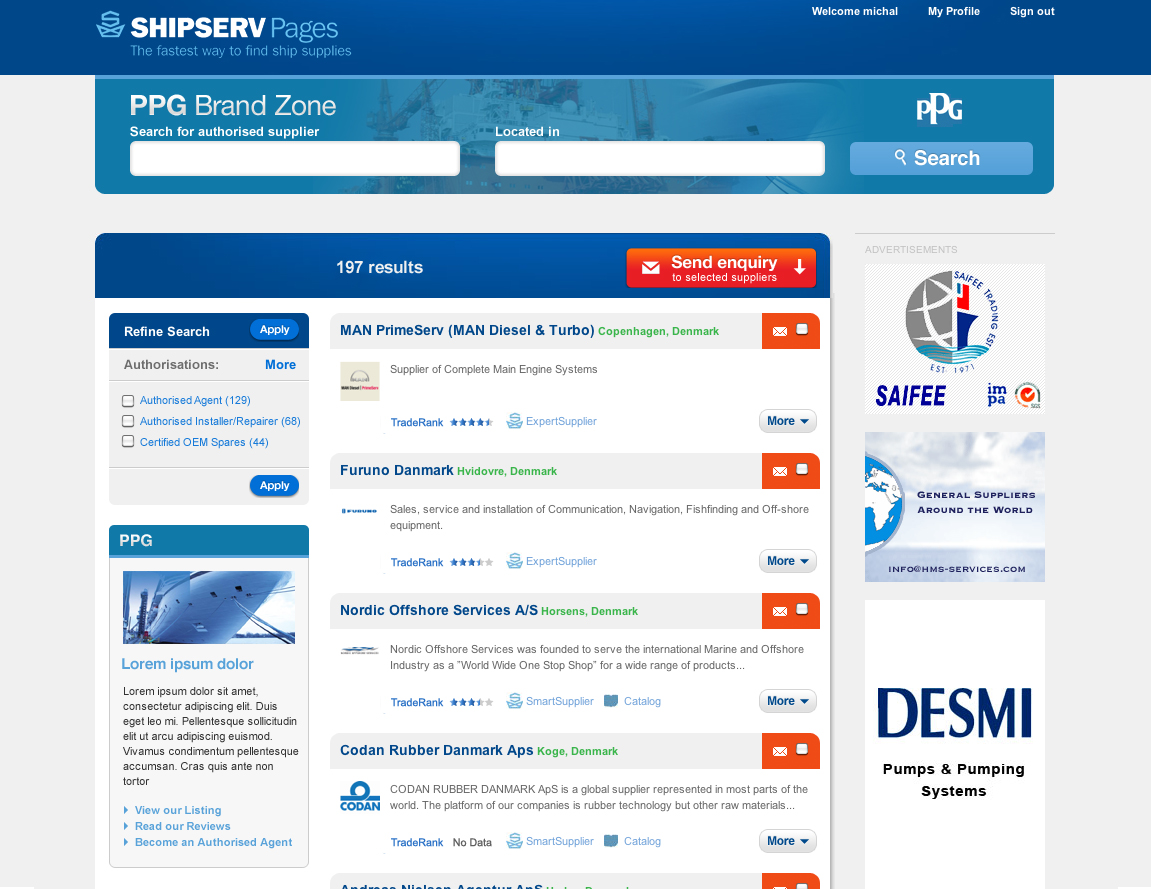 Welcome michal
My Profile
Sign out
SHIPSERV Pages
The fastest way to find ship supplies
PPG Brand Zone
PPG
Search for authorised supplier
Located in
Search
197 results
Send enquiry
to selected suppliers
Refine Search
Apply
Authorisations:
More
Authorised Agent (129)
Authorised Installer/Repairer (68)
Certified OEM Spares (44)
Apply
PPG
Lorem ipsum dolor
Lorem ipsum dolor sit amet,
consectetur adipiscing elit. Duis
eget leo mi. Pellentesque sollicitudin
elit ut arcu adipiscing euismod.
Vivamus condimentum pellentesque
accumsan. Cras quis ante non
tortor
View our Listing
Read our Reviews
Become an Authorised Agent
MAN PrimeServ (MAN Diesel & Turbo) Copenhagen, Denmark
Supplier of Complete Main Engine Systems
TradeRank
ExpertSupplier
More
Furuno Danmark Hvidovre, Denmark
FURUNO
Sales, service and installation of Communication, Navigation, Fishfinding and Off-shore
equipment.
TradeRank
ExpertSupplier
More
Nordic Offshore Services A/S Horsens, Denmark
Nordic Offshore Services was founded to serve the international Marine and Offshore
Industry as a "World Wide One Stop Shop" for a wide range of products...
TradeRank
SmartSupplier
Catalog
More
Codan Rubber Danmark Aps Koge, Denmark
CODAN
CODAN RUBBER DANMARK ApS is a global supplier represented in most parts of the
world. The platform of our companies is rubber technology but other raw materials...
TradeRank No Data
SmartSupplier
Catalog
More
ADVERTISEMENTS
SAIFEE TRADING EST
EST. 1971
SAIFEE
im
pa
SGS
General Suppliers
Around the World
info@hms-services.com
DESMI
Pumps & Pumping
Systems